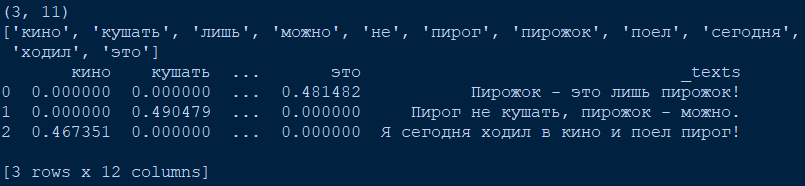 (3, 11)
['кино', 'кушать', 'лишь', 'можно', 'не', 'пирог', 'пирожок', 'поел', 'сегодня',
'ходил', 'это']
кино кушать ... это _texts
0 0.000000 0.000000 ... 0.481482 Пирожок - это лишь пирожок!
1 0.000000 0.490479 ... 0.000000 Пирог не кушать, пирожок - можно.
2 0.467351 0.000000 ... 0.000000 Я сегодня ходил в кино и поел пирог!
[3 rows x 12 columns]